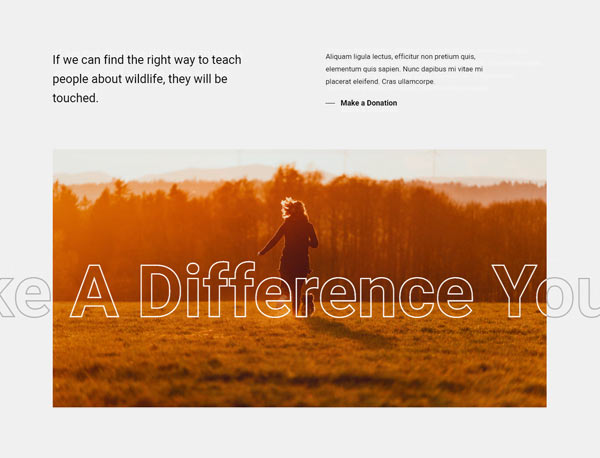 If we can find the right way to teach
people about wildlife, they will be
touched.
Aliquam ligula lectus, efficitur non pretium quis,
elementum quis sapien. Nunc dapibus mi vitae mi
placerat eleifend. Cras ullamcorpe.
Make a Donation
ke A Difference You